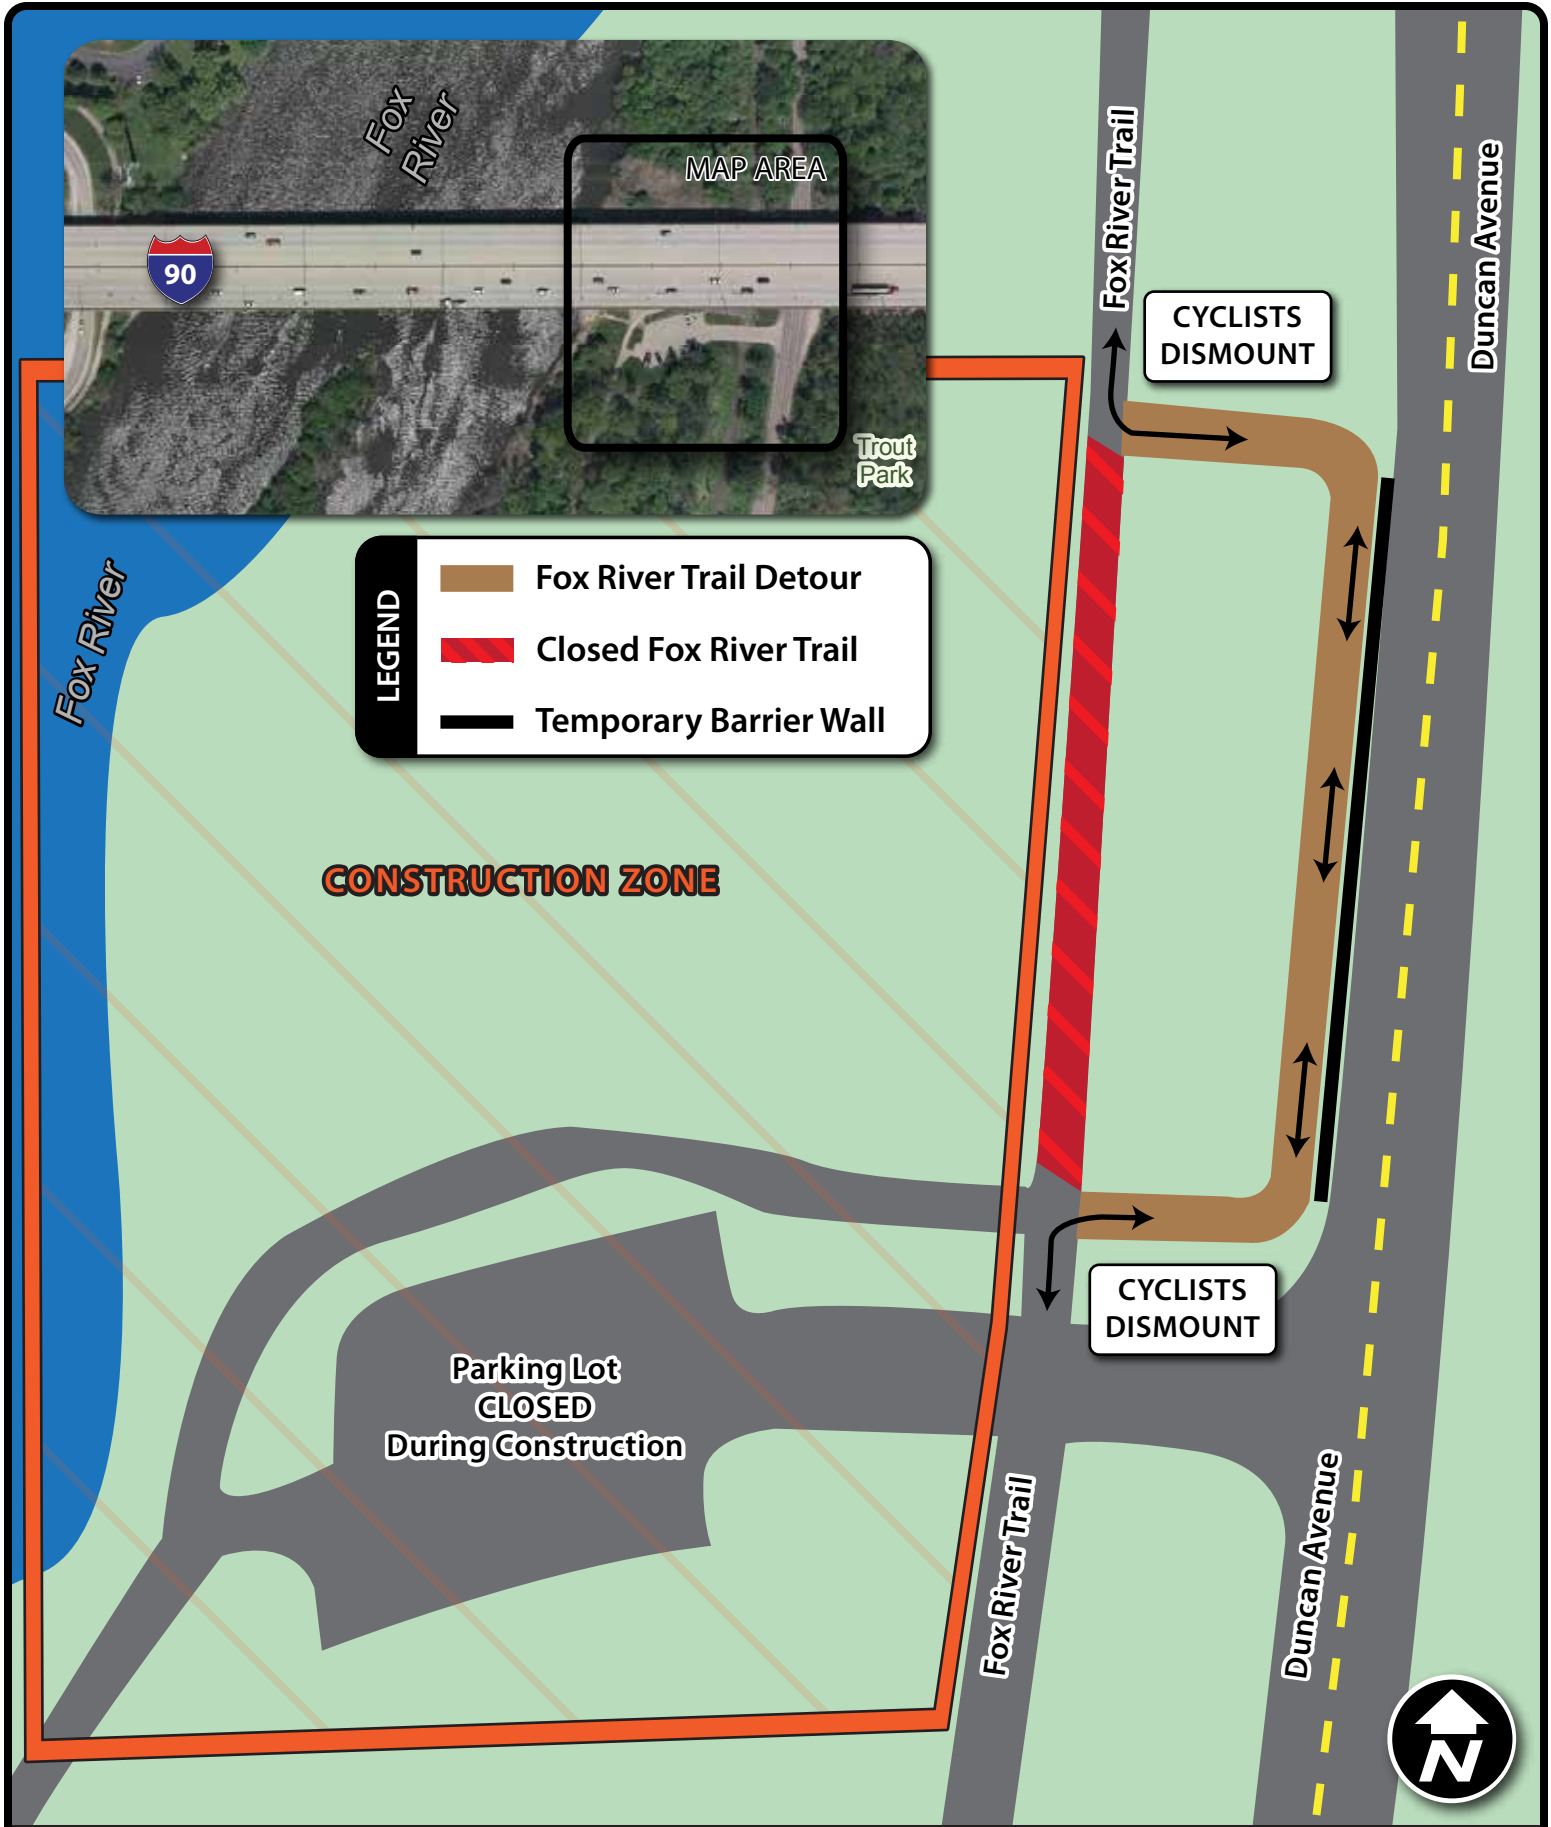 Fox
River
MAP AREA
90
Trout
Park
Fox River Trail
Duncan Avenue
CYCLISTS
DISMOUNT
LEGEND
Fox River Trail Detour
Closed Fox River Trail
Temporary Barrier Wall
Fox River
CONSTRUCTION ZONE
CYCLISTS
DISMOUNT
Parking Lot
CLOSED
During Construction
Fox River Trail
Duncan Avenue
N